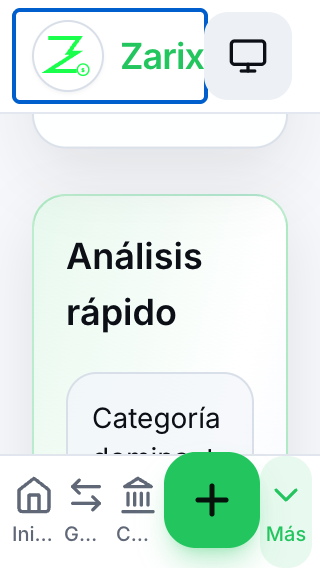 Zarix
Análisis
rápido
Categoría
Ini...
G...
C...
Más